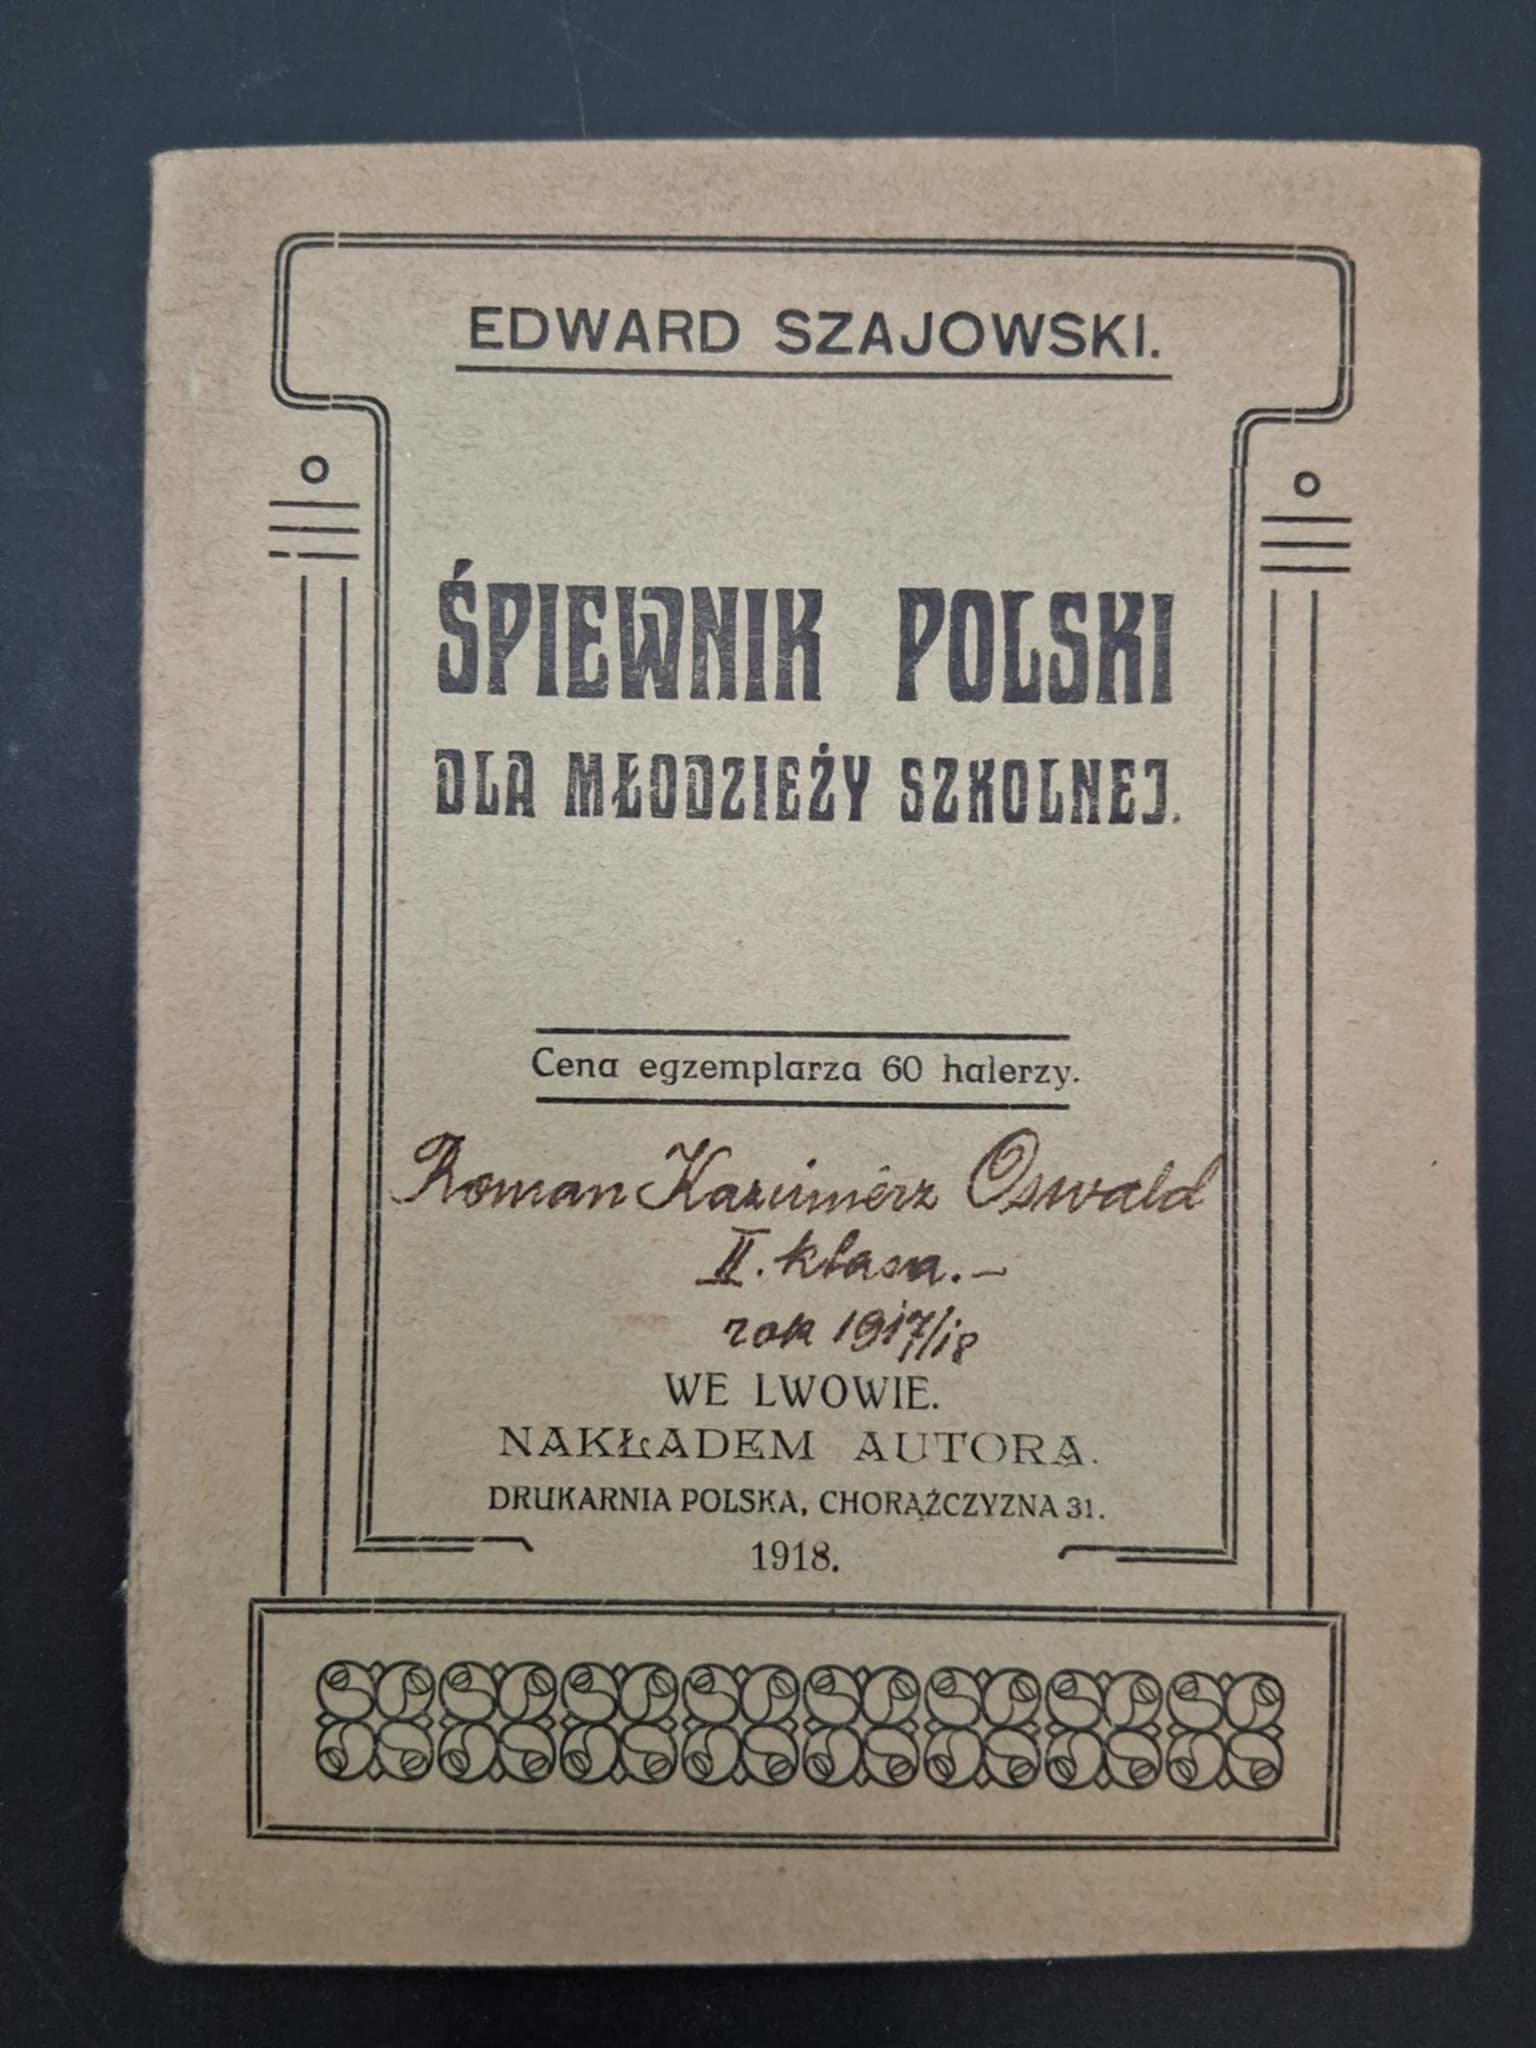 EDWARD SZAJOWSKI.
ŚPIEWNIK POLSKI
DLA MŁODZIEŻY SZKOLNEJ.
Cena egzemplarza 60 halerzy.
Roman Kazimierz Oswald
II. klasa.—
rok 1917/18
WE LWOWIE.
NAKŁADEM AUTORA.
DRUKARNIA POLSKA, CHORĄŻCZYZNA 31.
1918.